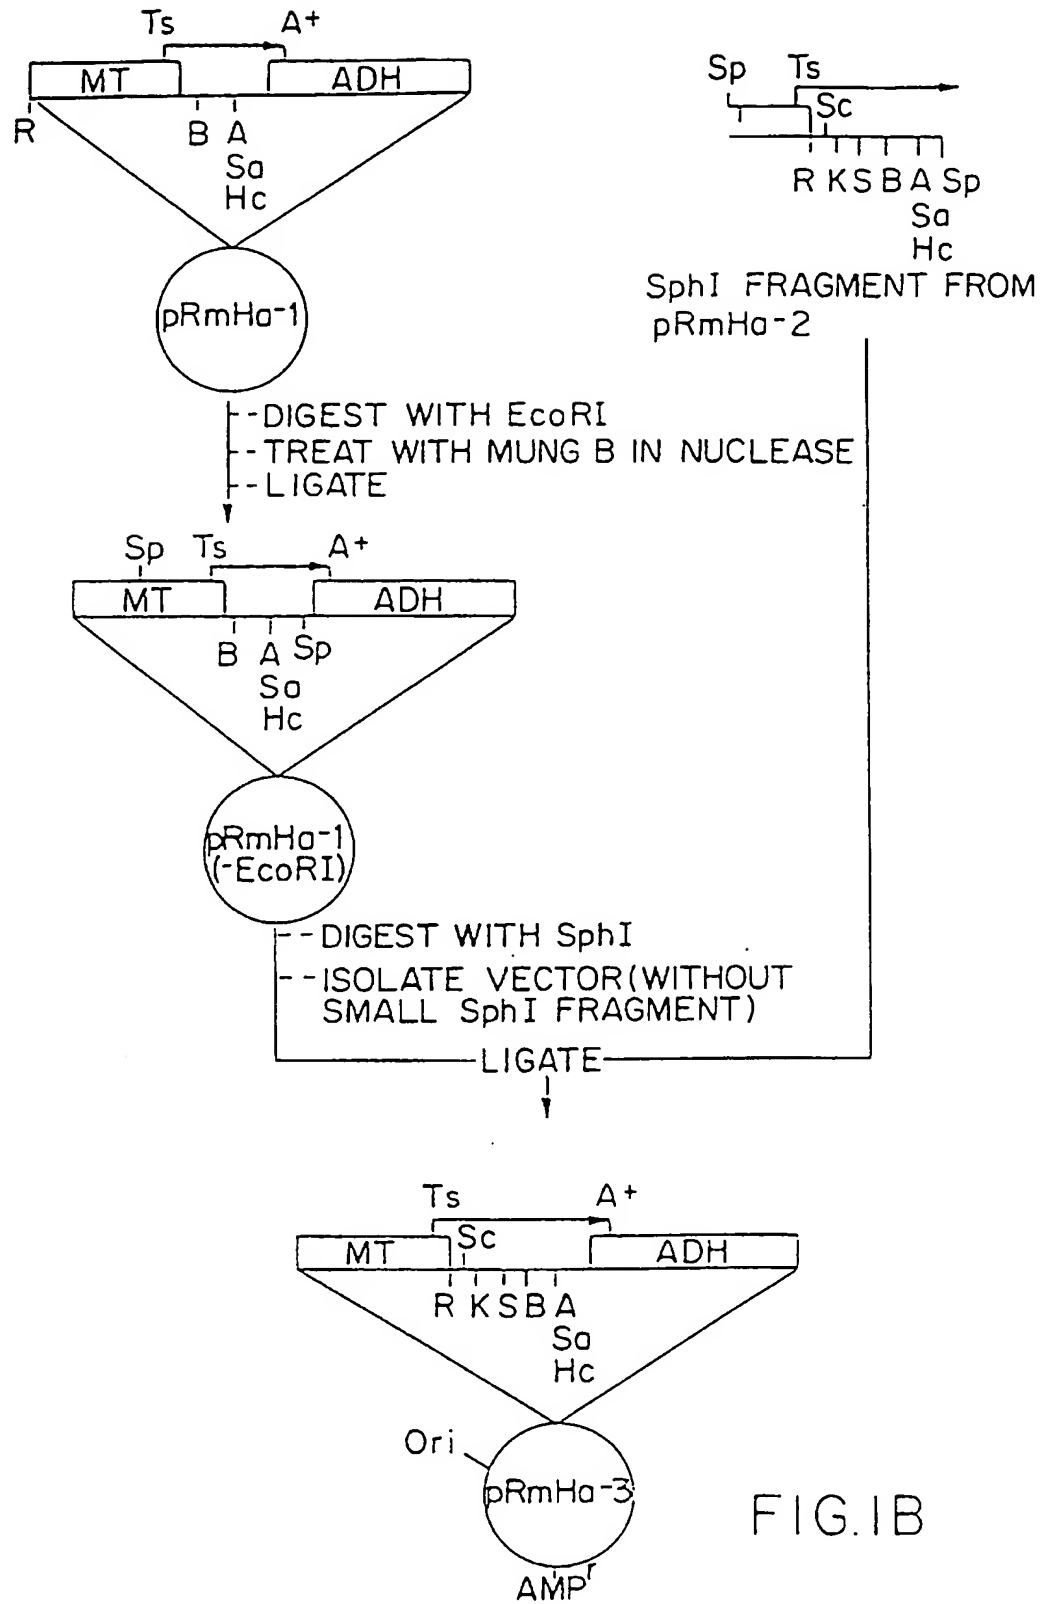 Ts A+
MT ADH
R B A
Sa
Hc
pRmHa-1
Sp Ts
Sc
R K S B A Sp
Sa
Hc
SphI FRAGMENT FROM
pRmHa-2
--DIGEST WITH EcoRI
--TREAT WITH MUNG B IN NUCLEASE
--LIGATE
Sp Ts A+
MT ADH
B A Sp
Sa
Hc
pRmHa-1
(-EcoRI)
--DIGEST WITH SphI
--ISOLATE VECTOR(WITHOUT
SMALL SphI FRAGMENT)
LIGATE
Ts A+
Sc
MT ADH
R K S B A
Sa
Hc
Ori
pRmHa-3
AMPr
FIG.1B